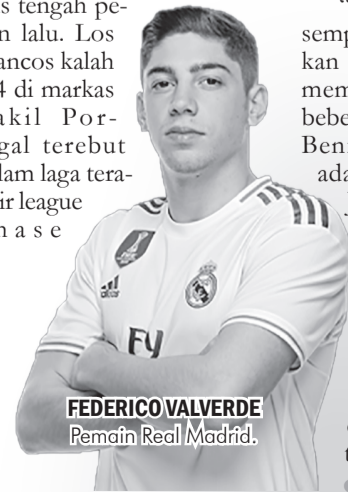 s tengah pe-
n lalu. Los
ancos kalah
4 di markas
akil Por-
gal terebut
lam laga tera-
ir league
hase
semp
kan
mem
bebe
Ben
ada
Fly
FEDERICO VALVERDE
Pemain Real Madrid.